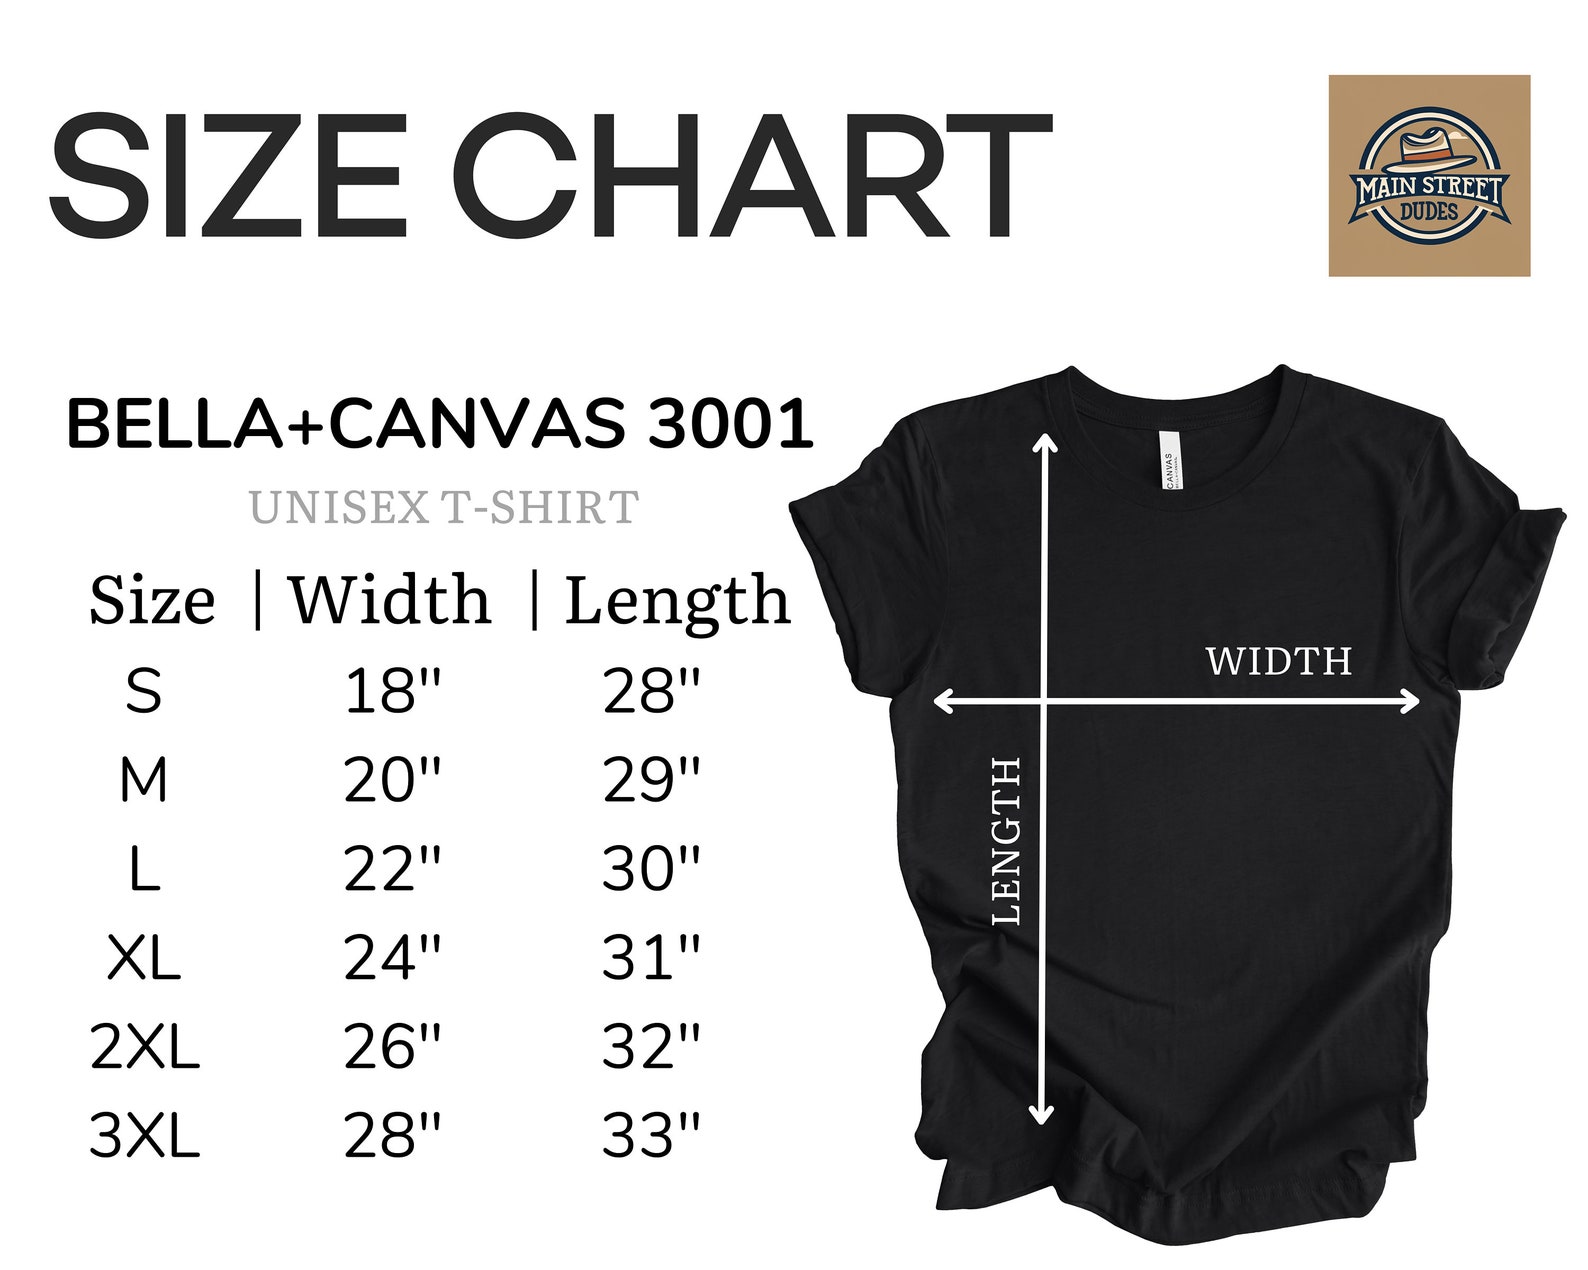 SIZE CHART
MAIN STREET
DUDES
BELLA+CANVAS 3001
UNISEX T-SHIRT
Size | Width | Length
S 18" 28"
M 20" 29"
L 22" 30"
XL 24" 31"
2XL 26" 32"
3XL 28" 33"
CANVAS
WIDTH
LENGTH